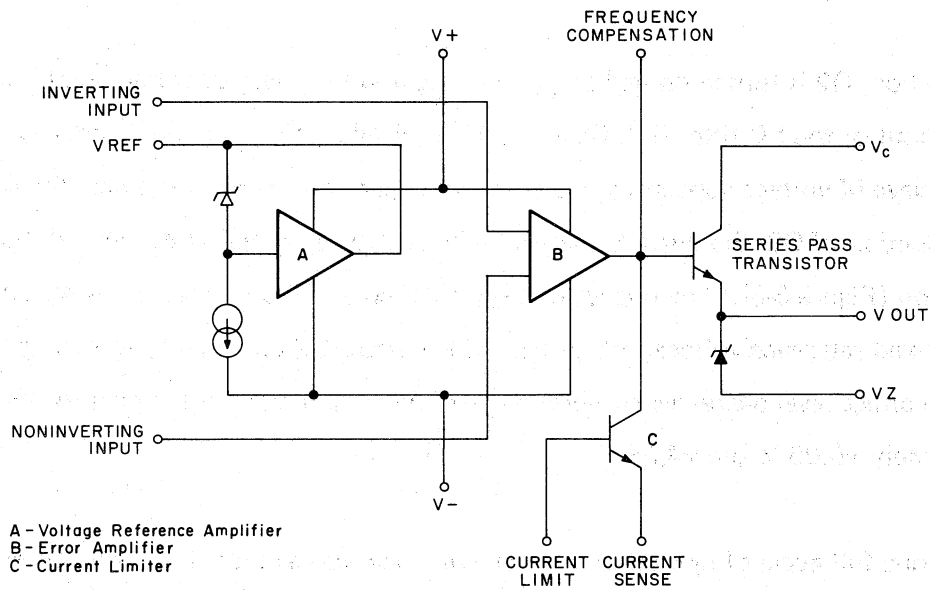 FREQUENCY
COMPENSATION
V+
INVERTING
INPUT
V REF
Vc
A
B
SERIES PASS
TRANSISTOR
V OUT
VZ
NONINVERTING
INPUT
C
V-
A-Voltage Reference Amplifier
B-Error Amplifier
C-Current Limiter
CURRENT
LIMIT
CURRENT
SENSE